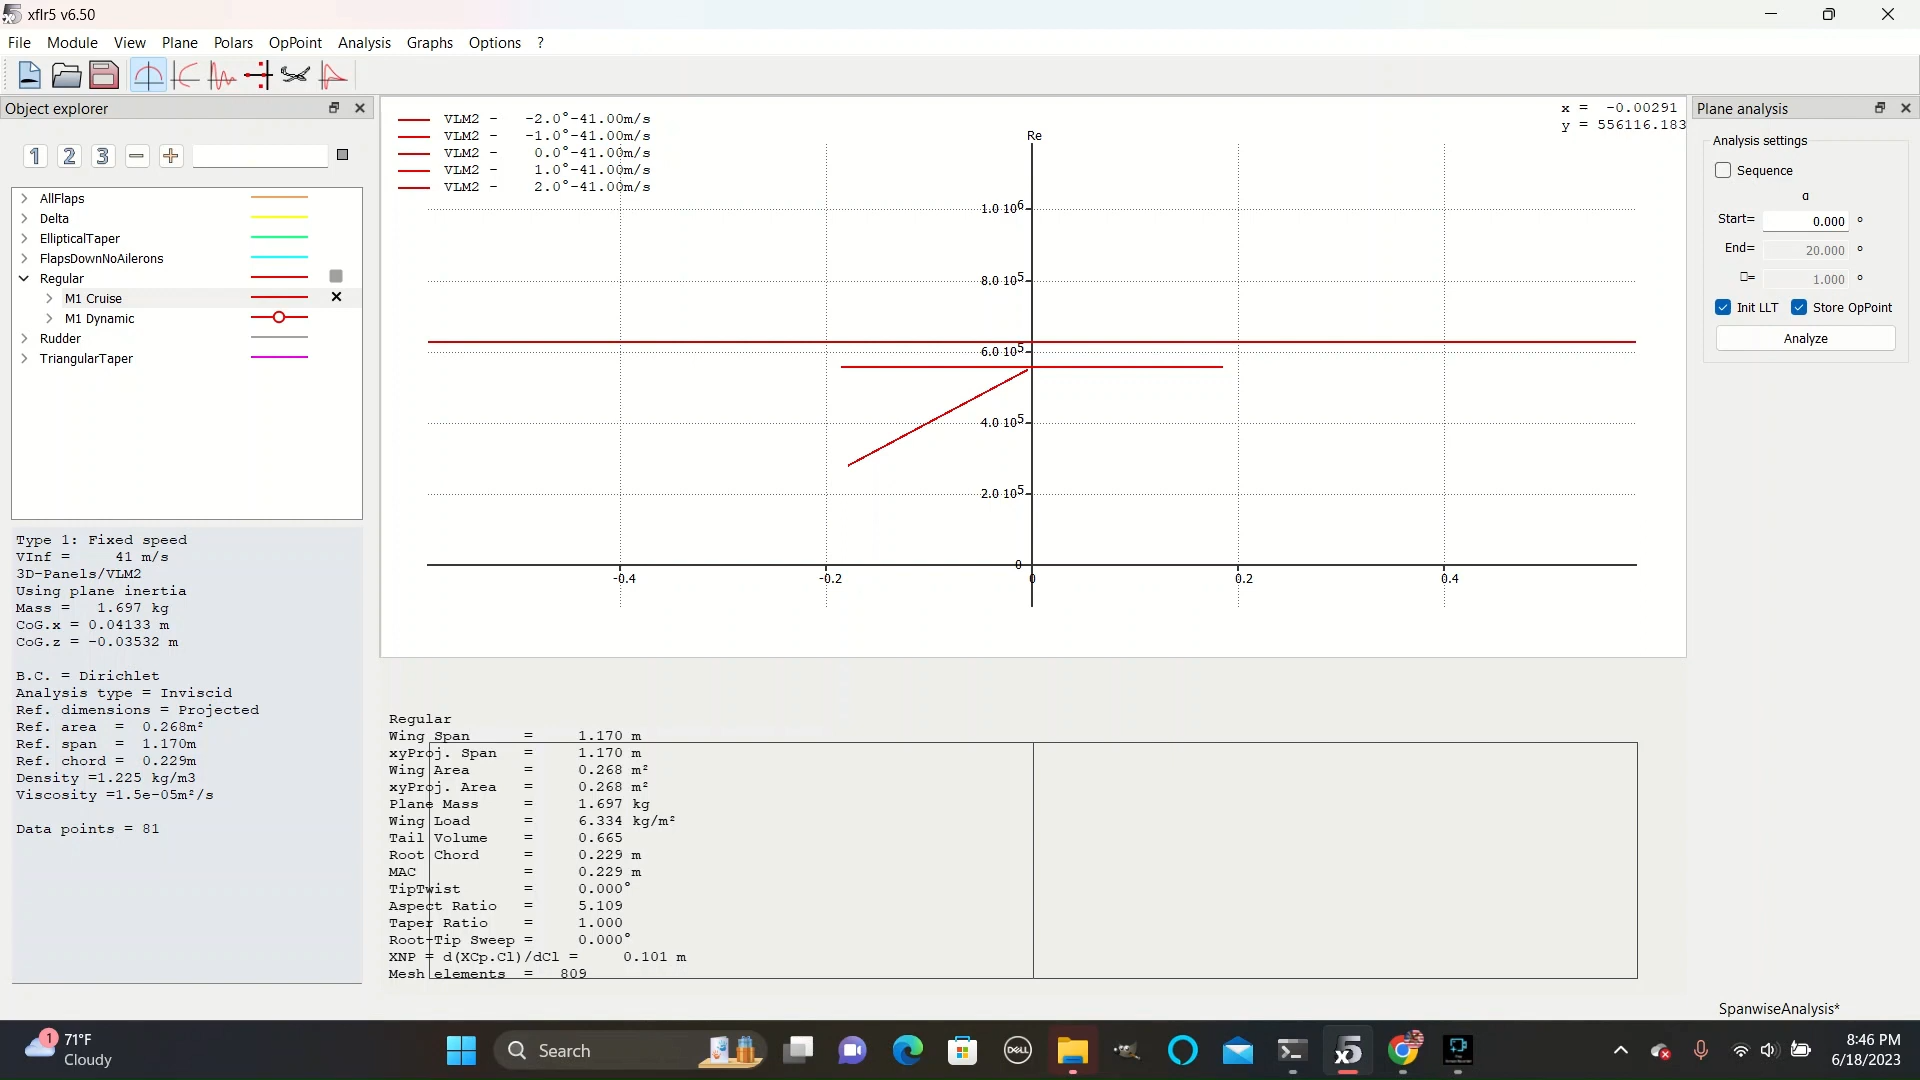 xflr5 v6.50
File Module View Plane Polars OpPoint Analysis Graphs Options ?
Object explorer
1 2 3
AllFlaps
Delta
EllipticalTaper
FlapsDownNoAilerons
Regular
M1 Cruise
M1 Dynamic
Rudder
TriangularTaper
Type 1: Fixed speed
VInf = 41 m/s
3D-Panels/VLM2
Using plane inertia
Mass = 1.697 kg
CoG.x = 0.04133 m
CoG.z = -0.03532 m
B.C. = Dirichlet
Analysis type = Inviscid
Ref. dimensions = Projected
Ref. area = 0.268m²
Ref. span = 1.170m
Ref. chord = 0.229m
Density =1.225 kg/m3
Viscosity =1.5e-05m²/s
Data points = 81
VLM2 - -2.0°-41.00m/s
VLM2 - -1.0°-41.00m/s
VLM2 - 0.0°-41.00m/s
VLM2 - 1.0°-41.00m/s
VLM2 - 2.0°-41.00m/s
x = -0.00291
y = 556116.183
Re
1.0 10⁶
8.0 10⁵
6.0 10⁵
4.0 10⁵
2.0 10⁵
0
-0.4 -0.2 0 0.2 0.4
Regular
Wing Span = 1.170 m
xyProj. Span = 1.170 m
Wing Area = 0.268 m²
xyProj. Area = 0.268 m²
Plane Mass = 1.697 kg
Wing Load = 6.334 kg/m²
Tail Volume = 0.665
Root Chord = 0.229 m
MAC = 0.229 m
TipTwist = 0.000°
Aspect Ratio = 5.109
Taper Ratio = 1.000
Root-Tip Sweep = 0.000°
XNP = d(XCp.Cl)/dCl = 0.101 m
Mesh elements = 809
Plane analysis
Analysis settings
Sequence
α
Start= 0.000 °
End= 20.000 °
□= 1.000 °
Init LLT Store OpPoint
Analyze
SpanwiseAnalysis*
1
71°F
Cloudy
Search
DELL
x5
8:46 PM
6/18/2023